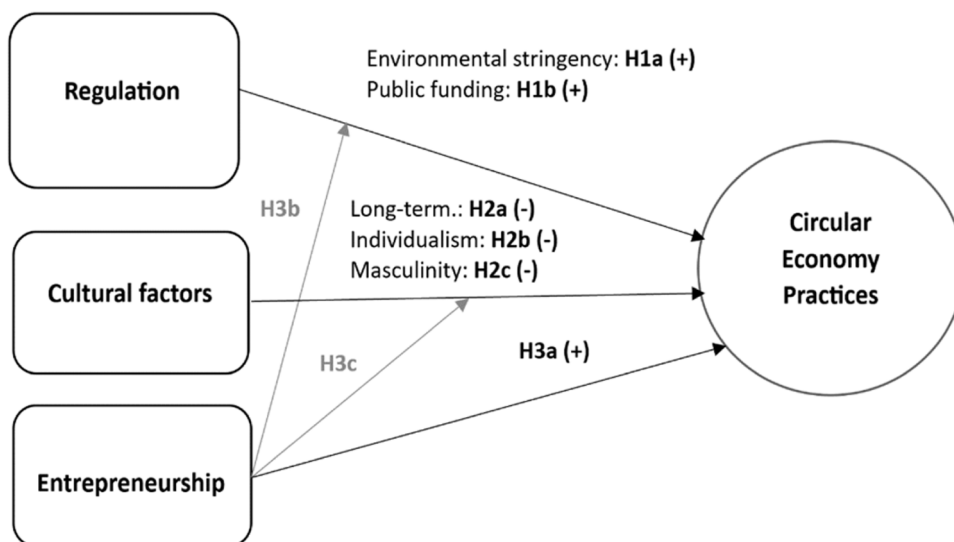 Regulation
Environmental stringency: H1a (+)
Public funding: H1b (+)
H3b
Long-term.: H2a (-)
Individualism: H2b (-)
Masculinity: H2c (-)
Cultural factors
Circular
Economy
Practices
H3c
H3a (+)
Entrepreneurship